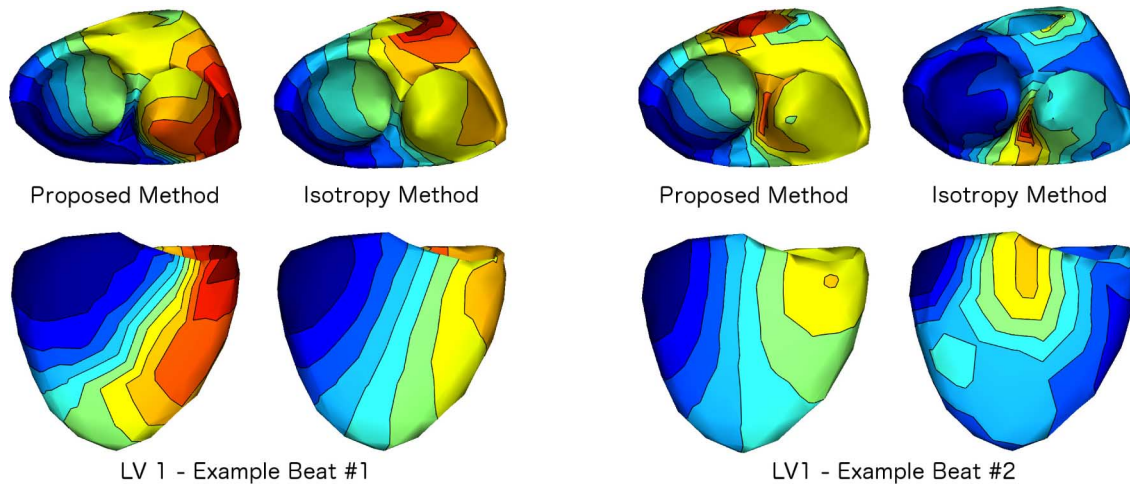 Proposed Method
Isotropy Method
Proposed Method
Isotropy Method
LV 1 - Example Beat #1
LV1 - Example Beat #2